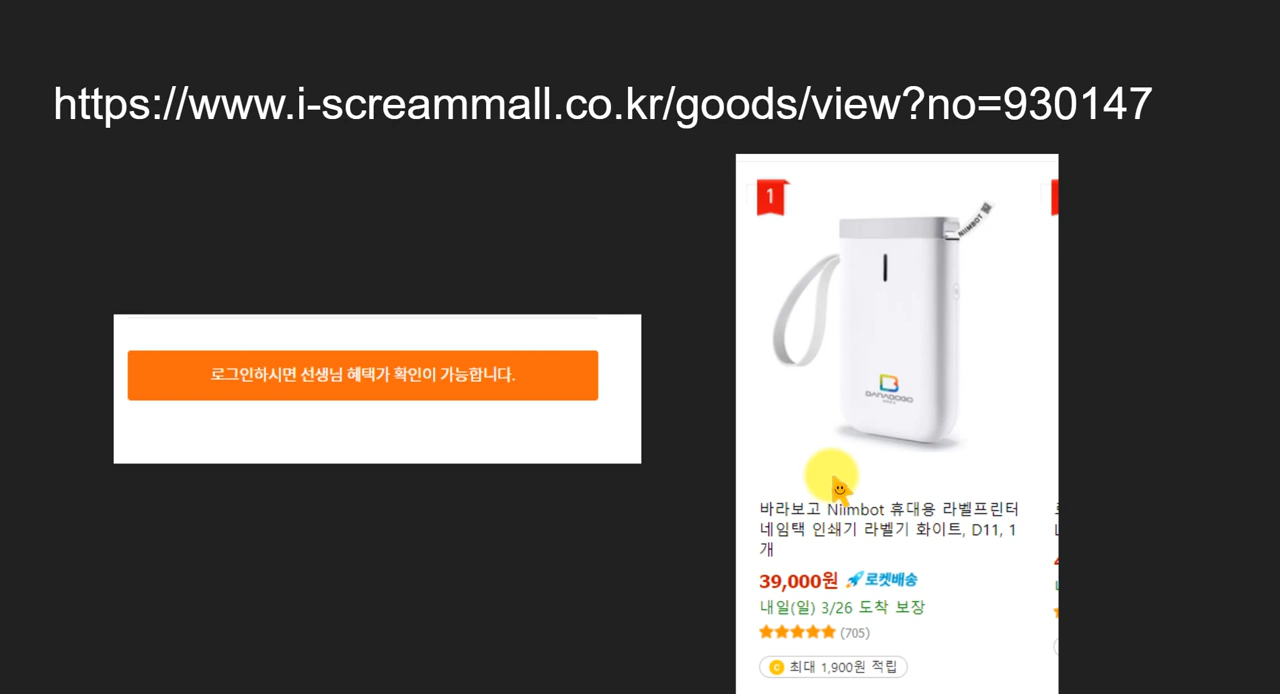 https://www.i-screammall.co.kr/goods/view?no=930147
1
NIIMBOT
로그인하시면 선생님 혜택가 확인이 가능합니다.
BARABOGO
바라보고 Niimbot 휴대용 라벨프린터
네임택 인쇄기 라벨기 화이트, D11, 1
개
39,000원 로켓배송
내일(일) 3/26 도착 보장
(705)
최대 1,900원 적립